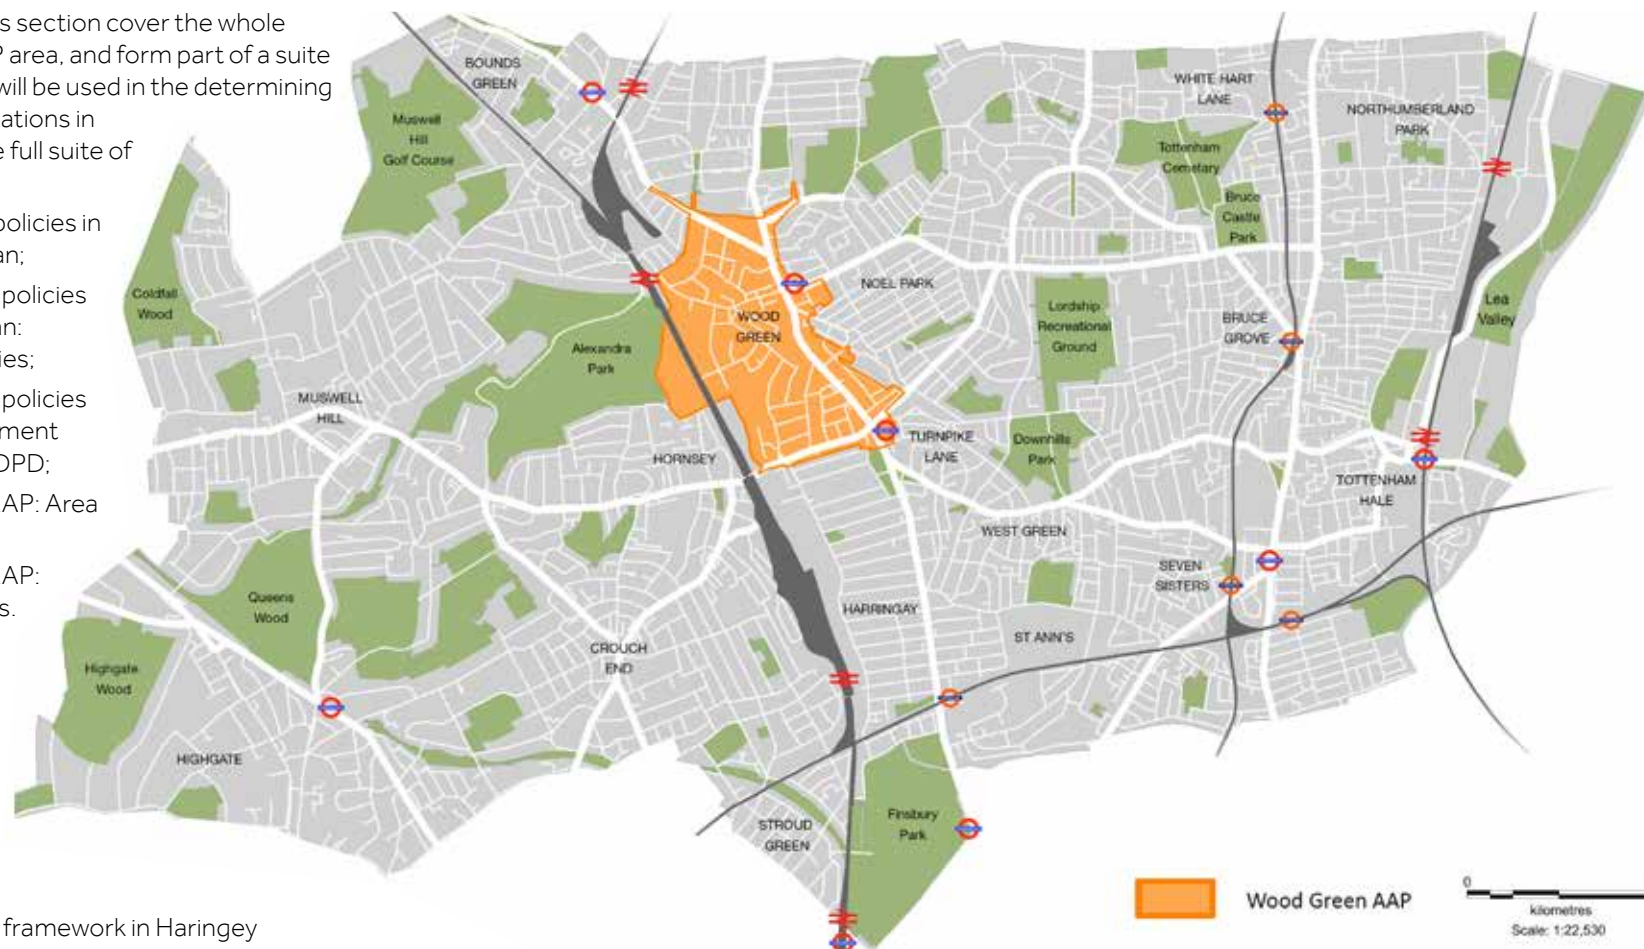 s section cover the whole
P area, and form part of a suite
will be used in the determining
ations in
e full suite of
policies in
an;
policies
an:
ies;
policies
ment
DPD;
AP: Area
AP:
s.
framework in Haringey
BOUNDS
GREEN
Muswell
Hill
Golf Course
WHITE HART
LANE
NORTHUMBERLAND
PARK
Tottenham
Cemetary
Bruce
Castle
Park
Coldfall
Wood
NOEL PARK
WOOD
GREEN
Alexandra
Park
Lordship
Recreational
Ground
BRUCE
GROVE
Lea
Valley
MUSWELL
HILL
HORNSEY
TURNPIKE
LANE
Downhills
Park
TOTTENHAM
HALE
WEST GREEN
SEVEN
SISTERS
Queens
Wood
HARRINGAY
ST ANN'S
CROUCH
END
Highgate
Wood
HIGHGATE
STROUD
GREEN
Finsbury
Park
Wood Green AAP
0
kilometres
Scale: 1:22,530